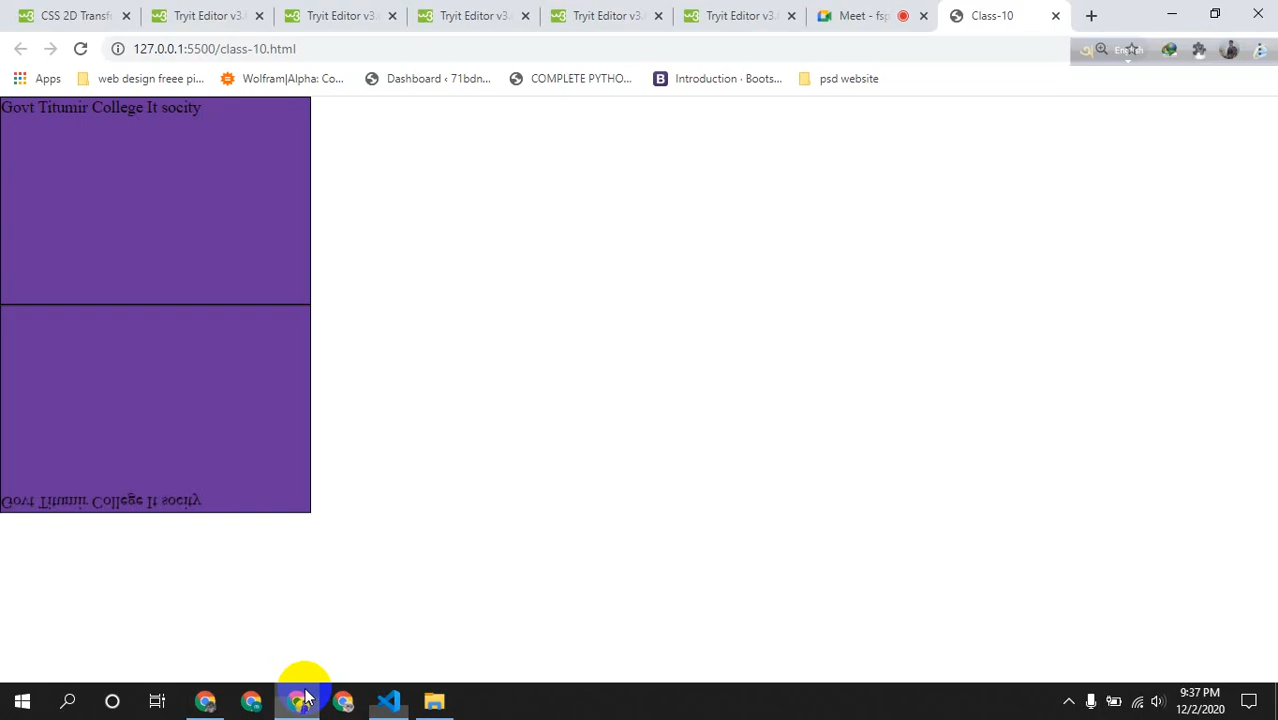 CSS 2D Transf
Tryit Editor v3.
Tryit Editor v3.
Tryit Editor v3.
Tryit Editor v3.
Tryit Editor v3.
Meet - fsp
Class-10
127.0.0.1:5500/class-10.html
অ English
Apps
web design freee pi...
Wolfram|Alpha: Co...
Dashboard ‹ 71bdn...
COMPLETE PYTHO...
B Introduction · Boots...
psd website
Govt Titumir College It socity
Govt Titumir College It socity
9:37 PM
12/2/2020